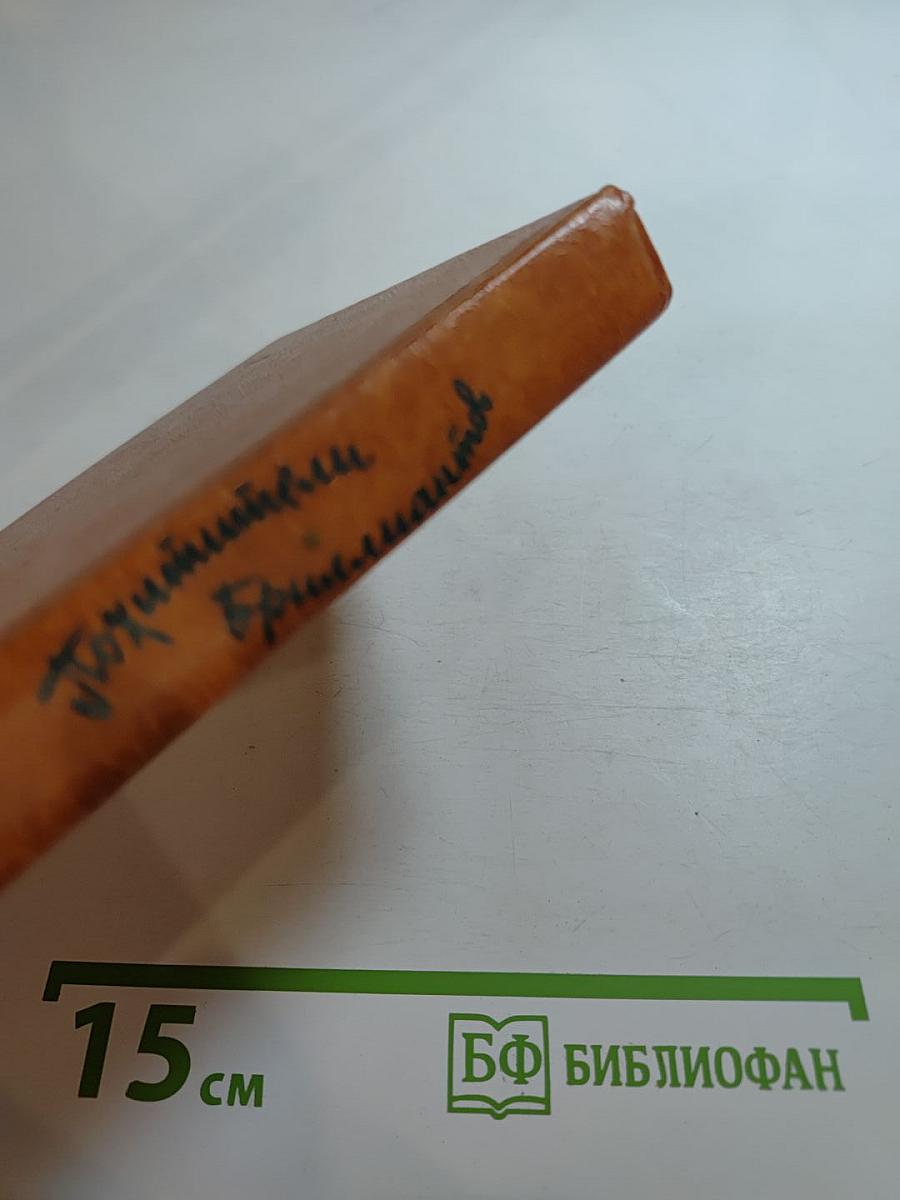 Похитители
Бриллиантов
15 см
БФ БИБЛИОФАН